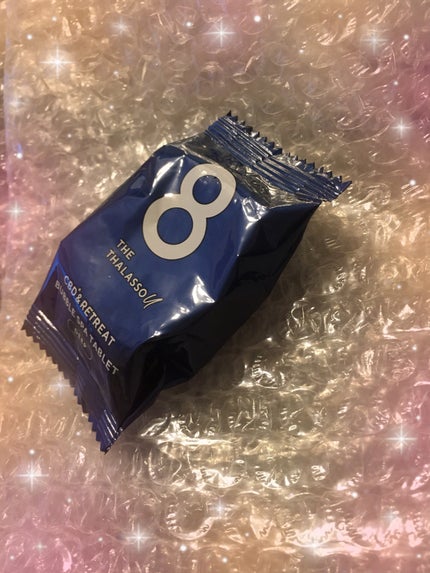 8
THE
THALASSO U
CBD&RETREAT
BUBBLE SPA TABLET